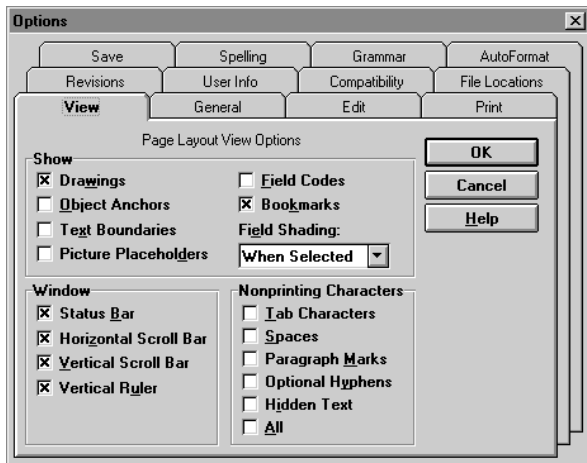 Options
Save Spelling Grammar AutoFormat
Revisions User Info Compatibility File Locations
View General Edit Print
Page Layout View Options
Show
Drawings
Object Anchors
Text Boundaries
Picture Placeholders
Field Codes
Bookmarks
Field Shading:
When Selected
OK
Cancel
Help
Window
Status Bar
Horizontal Scroll Bar
Vertical Scroll Bar
Vertical Ruler
Nonprinting Characters
Tab Characters
Spaces
Paragraph Marks
Optional Hyphens
Hidden Text
All